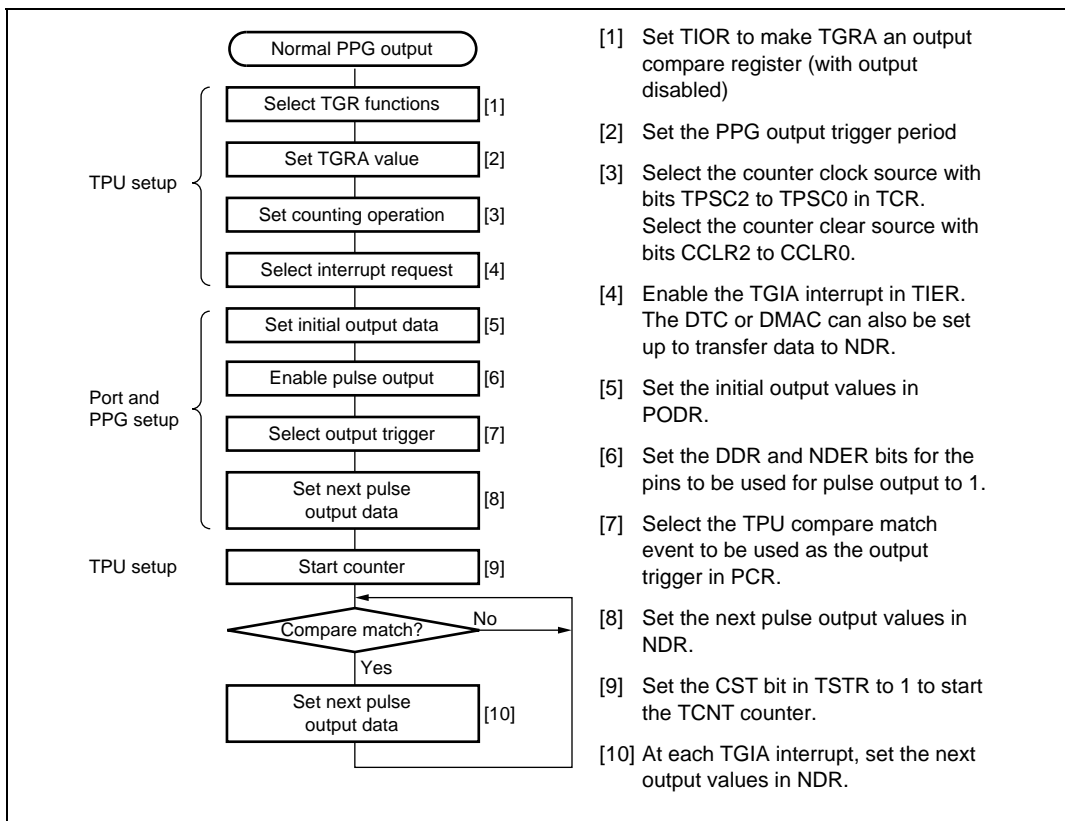 Normal PPG output
Select TGR functions [1]
Set TGRA value [2]
TPU setup
Set counting operation [3]
Select interrupt request [4]
Set initial output data [5]
Enable pulse output [6]
Port and
PPG setup
Select output trigger [7]
Set next pulse
output data
[8]
TPU setup
Start counter [9]
Compare match?
No
Yes
Set next pulse
output data
[10]
[1] Set TIOR to make TGRA an output
compare register (with output
disabled)
[2] Set the PPG output trigger period
[3] Select the counter clock source with
bits TPSC2 to TPSC0 in TCR.
Select the counter clear source with
bits CCLR2 to CCLR0.
[4] Enable the TGIA interrupt in TIER.
The DTC or DMAC can also be set
up to transfer data to NDR.
[5] Set the initial output values in
PODR.
[6] Set the DDR and NDER bits for the
pins to be used for pulse output to 1.
[7] Select the TPU compare match
event to be used as the output
trigger in PCR.
[8] Set the next pulse output values in
NDR.
[9] Set the CST bit in TSTR to 1 to start
the TCNT counter.
[10] At each TGIA interrupt, set the next
output values in NDR.